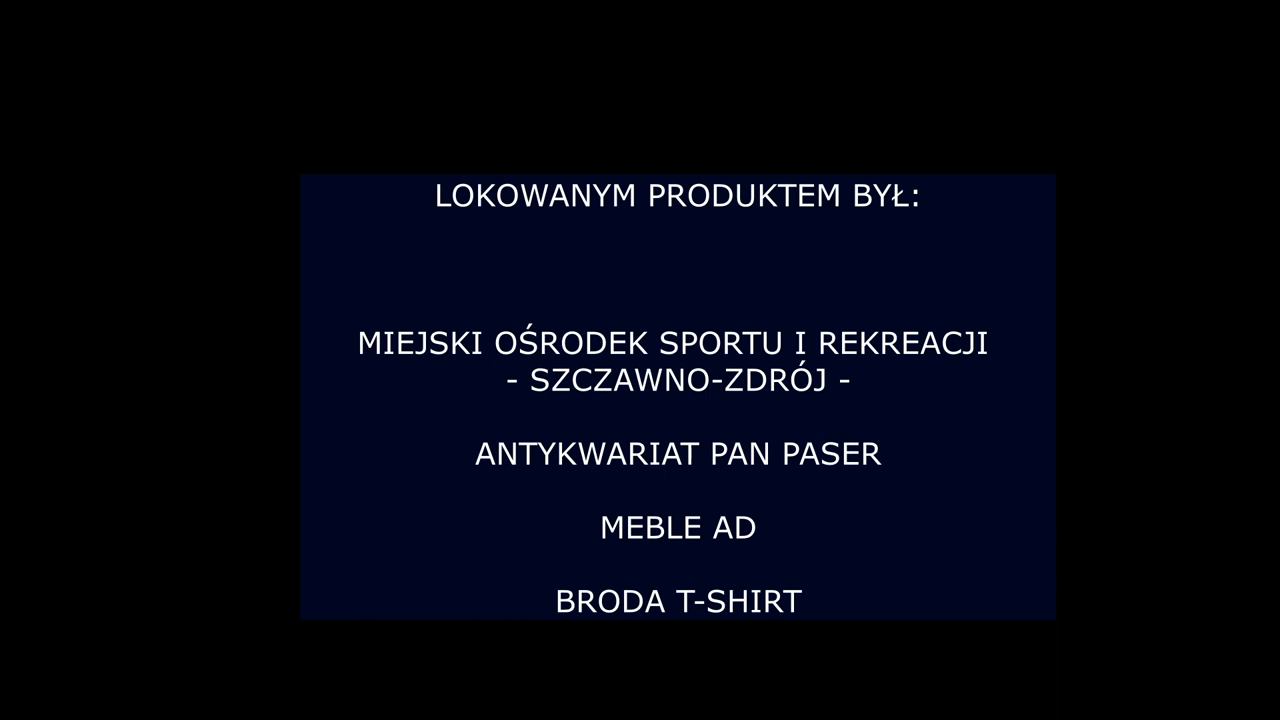 LOKOWANYM PRODUKTEM BYŁ:
MIEJSKI OŚRODEK SPORTU I REKREACJI
- SZCZAWNO-ZDRÓJ -
ANTYKWARIAT PAN PASER
MEBLE AD
BRODA T-SHIRT